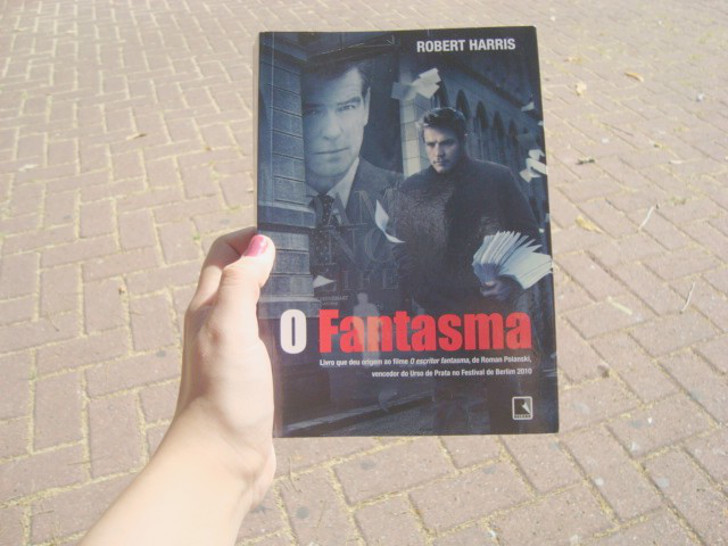 ROBERT HARRIS
O Fantasma
Livro que deu origem ao filme O escritor fantasma, de Roman Polanski,
vencedor do Urso de Prata no Festival de Berlim 2010